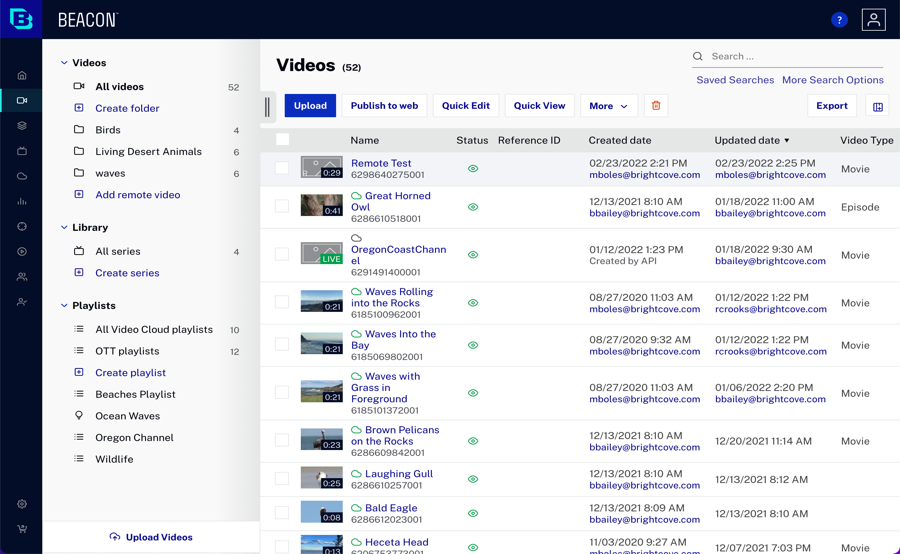 BEACON
?
Videos
All videos 52
Create folder
Birds 4
Living Desert Animals 6
waves 6
Add remote video
Library
All series 4
Create series
Playlists
All Video Cloud playlists 10
OTT playlists 12
Create playlist
Beaches Playlist
Ocean Waves
Oregon Channel
Wildlife
Upload Videos
Videos (52)
Search ...
Saved Searches More Search Options
Upload Publish to web Quick Edit Quick View More Export
Name Status Reference ID Created date Updated date ▼ Video Type
0:29
Remote Test
6298640275001
02/23/2022 2:21 PM
mboles@brightcove.com
02/23/2022 2:25 PM
mboles@brightcove.com
Movie
0:41
Great Horned
Owl
6286610518001
12/13/2021 8:10 AM
bbailey@brightcove.com
01/18/2022 11:00 AM
bbailey@brightcove.com
Episode
LIVE
OregonCoastChann
el
6291491400001
01/12/2022 1:23 PM
Created by API
01/18/2022 9:30 AM
bbailey@brightcove.com
Movie
0:21
Waves Rolling
into the Rocks
6185100962001
08/27/2020 11:03 AM
mboles@brightcove.com
01/12/2022 1:22 PM
rcrooks@brightcove.com
Movie
0:21
Waves Into the
Bay
6185069802001
08/27/2020 9:32 AM
mboles@brightcove.com
01/12/2022 1:22 PM
rcrooks@brightcove.com
Movie
0:21
Waves with
Grass in
Foreground
6185101372001
08/27/2020 11:03 AM
mboles@brightcove.com
01/06/2022 2:20 PM
bbailey@brightcove.com
Movie
0:23
Brown Pelicans
on the Rocks
6286609842001
12/13/2021 8:10 AM
bbailey@brightcove.com
12/20/2021 11:14 AM
Movie
0:25
Laughing Gull
6286610257001
12/13/2021 8:10 AM
bbailey@brightcove.com
12/13/2021 8:12 AM
0:08
Bald Eagle
6286612023001
12/13/2021 8:09 AM
bbailey@brightcove.com
12/13/2021 8:10 AM
0:13
Heceta Head
11/03/2020 9:27 AM
mboles@brightcove.com
12/07/2021 7:03 PM
Movie